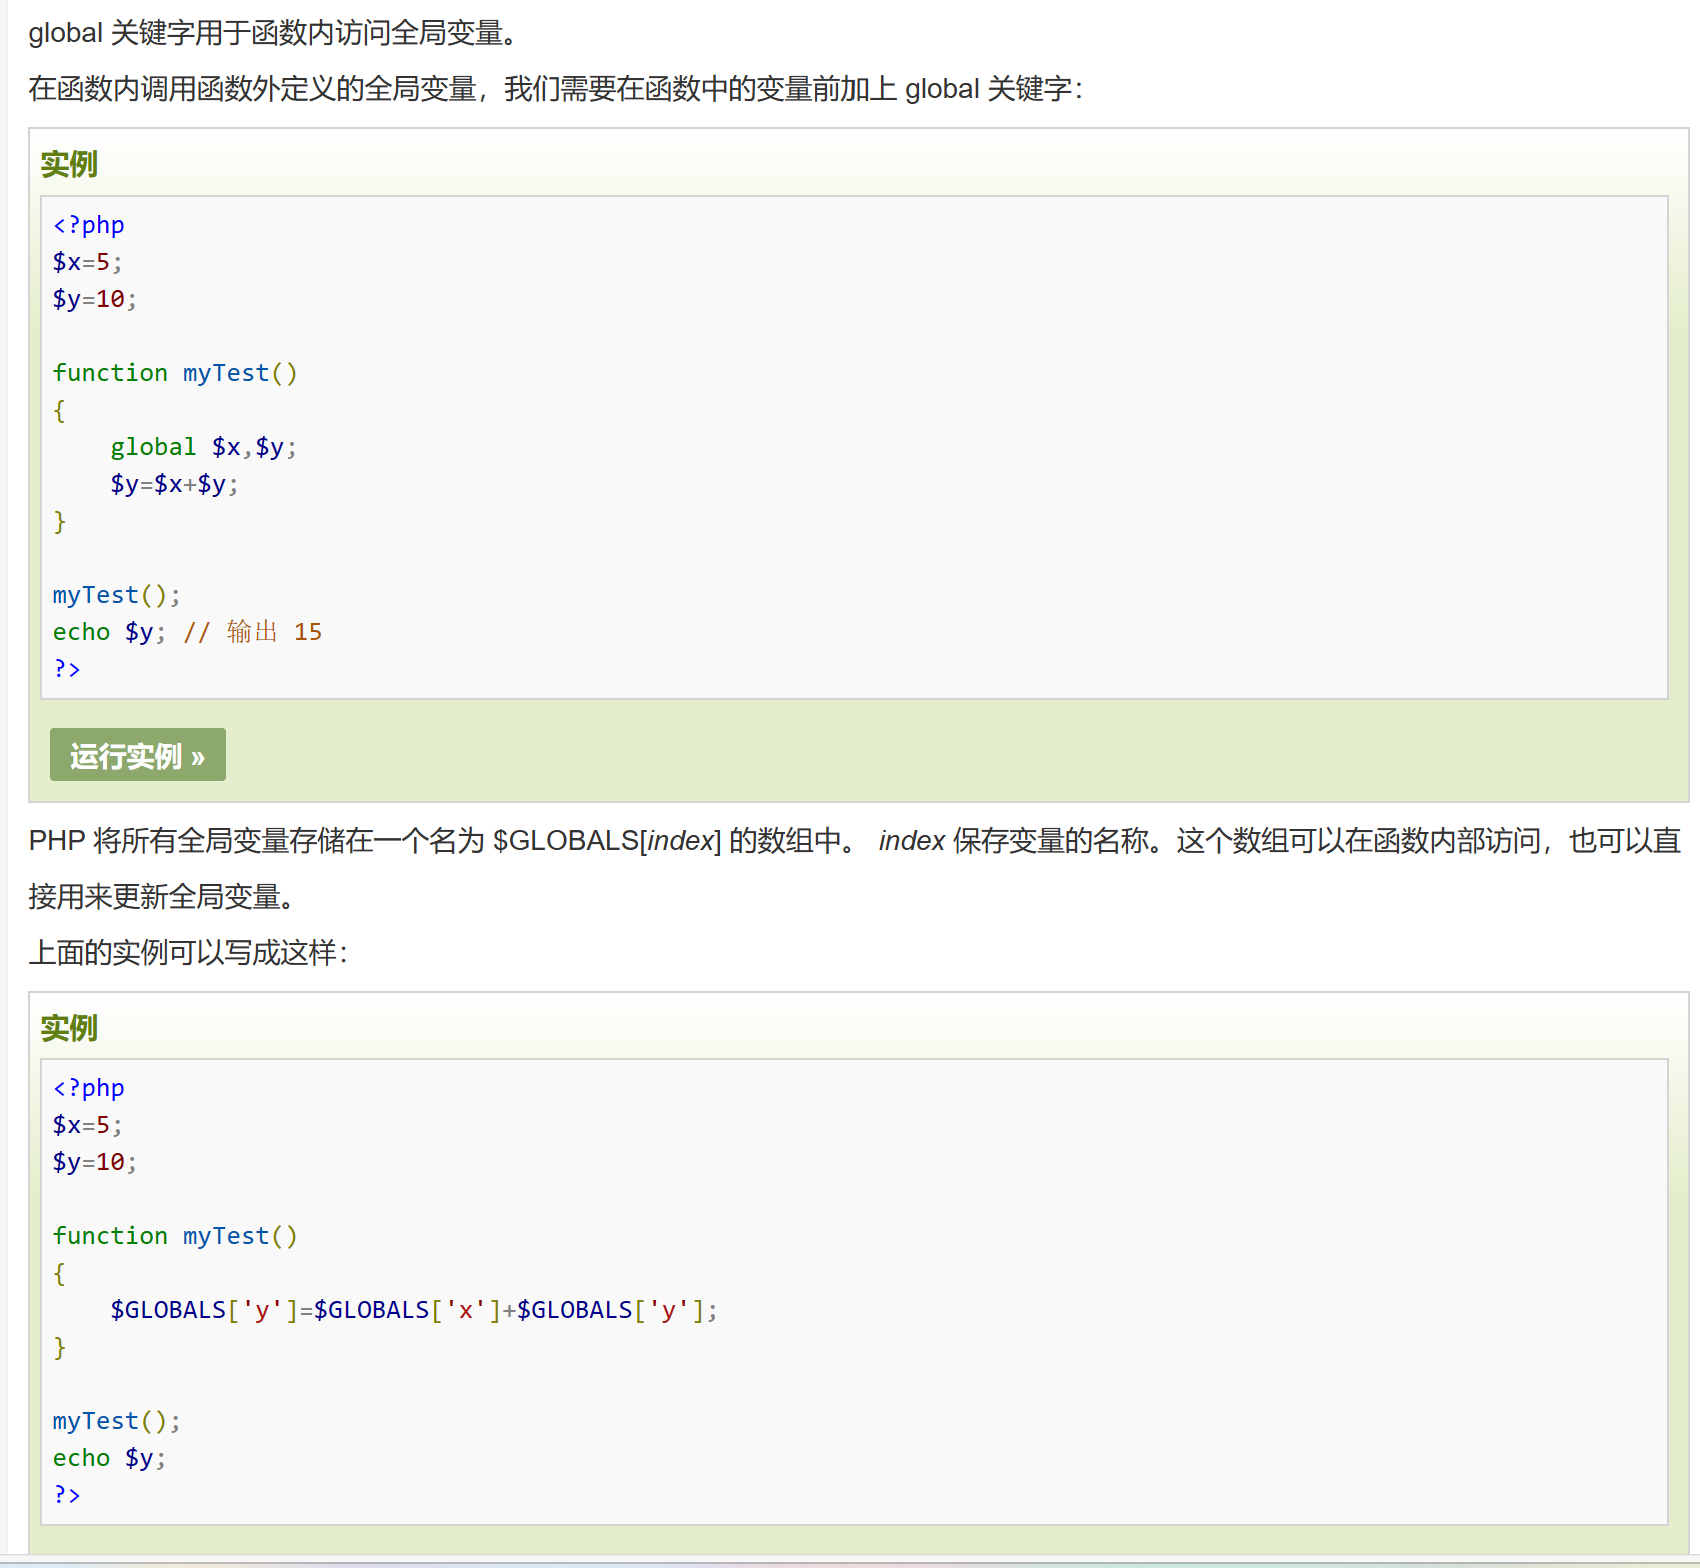 global 关键字用于函数内访问全局变量。
在函数内调用函数外定义的全局变量，我们需要在函数中的变量前加上 global 关键字：
实例
<?php
$x=5;
$y=10;
function myTest()
{
    global $x,$y;
    $y=$x+$y;
}
myTest();
echo $y; // 输出 15
?>
运行实例 »
PHP 将所有全局变量存储在一个名为 $GLOBALS[index] 的数组中。 index 保存变量的名称。这个数组可以在函数内部访问，也可以直
接用来更新全局变量。
上面的实例可以写成这样：
实例
<?php
$x=5;
$y=10;
function myTest()
{
    $GLOBALS['y']=$GLOBALS['x']+$GLOBALS['y'];
}
myTest();
echo $y;
?>